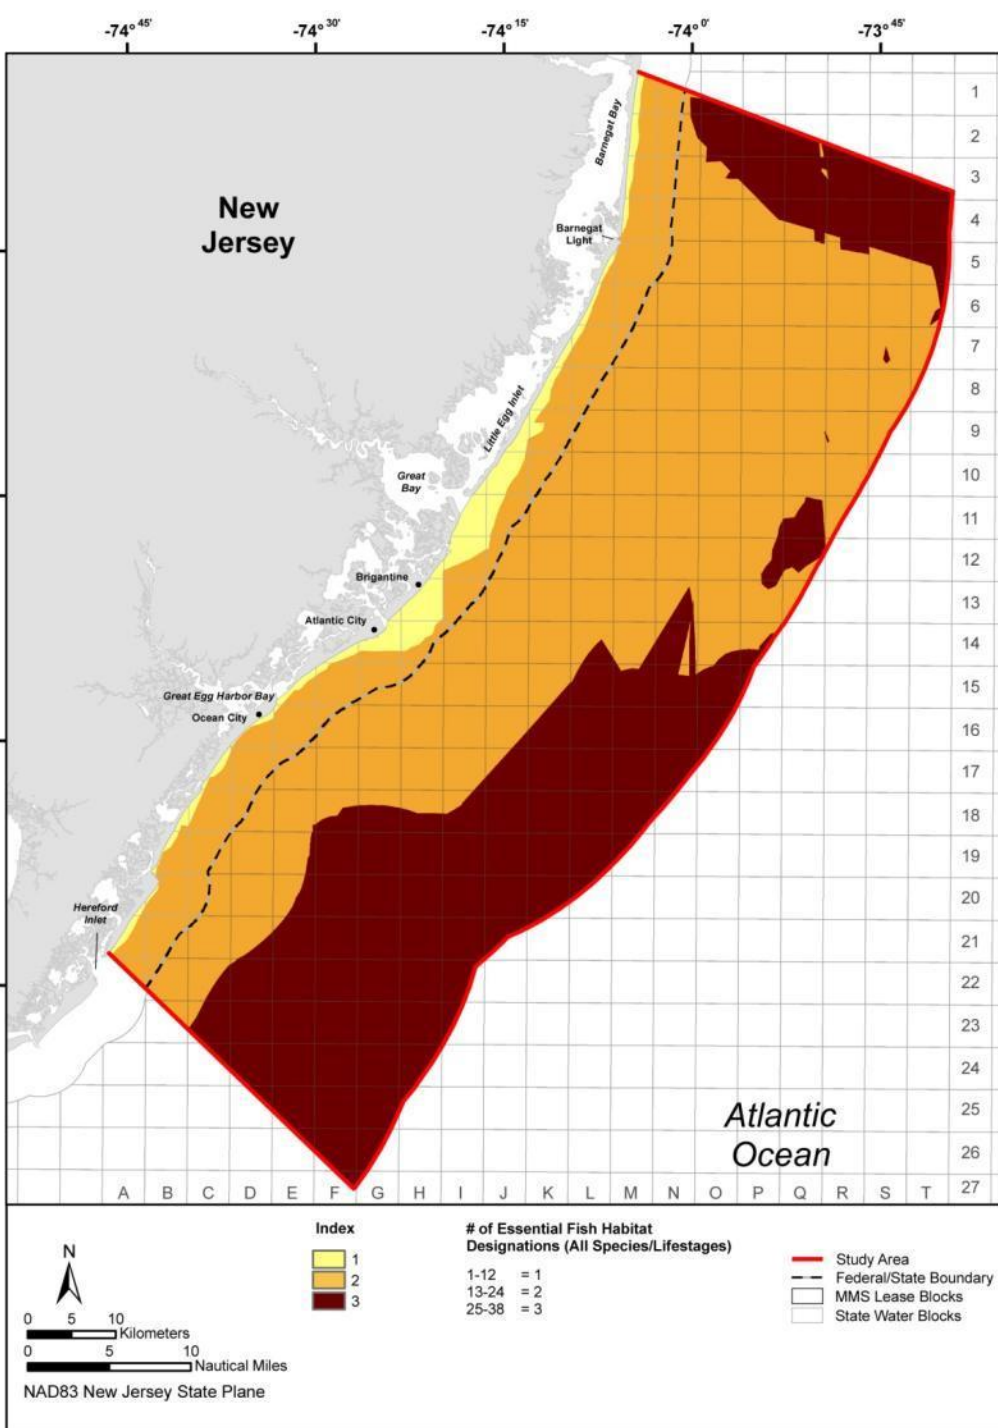 -74° 45'
-74° 30'
-74° 15'
-74° 0'
-73° 45'
1
2
3
4
5
6
7
8
9
10
11
12
13
14
15
16
17
18
19
20
21
22
23
24
25
26
27
New
Jersey
Barnegat Bay
Barnegat
Light
Little Egg Inlet
Great
Bay
Brigantine
Atlantic City
Great Egg Harbor Bay
Ocean City
Hereford
Inlet
Atlantic
Ocean
A B C D E F G H I J K L M N O P Q R S T
N
0 5 10
Kilometers
0 5 10
Nautical Miles
NAD83 New Jersey State Plane
Index
1
2
3
# of Essential Fish Habitat
Designations (All Species/Lifestages)
1-12 = 1
13-24 = 2
25-38 = 3
Study Area
Federal/State Boundary
MMS Lease Blocks
State Water Blocks